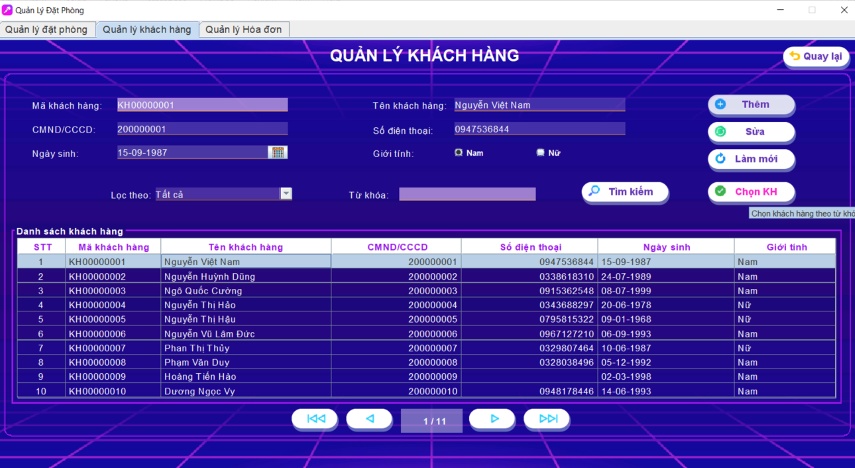 Quản Lý Đặt Phòng
Quản lý đặt phòng Quản lý khách hàng Quản lý Hóa đơn
QUẢN LÝ KHÁCH HÀNG
Quay lại
Mã khách hàng: KH00000001 Tên khách hàng: Nguyễn Việt Nam Thêm
CMND/CCCD: 200000001 Số điện thoại: 0947536844 Sửa
Ngày sinh: 15-09-1987 Giới tính: Nam Nữ Làm mới
Lọc theo: Tất cả Từ khóa: Tìm kiếm Chọn KH
Chọn khách hàng theo từ khó
Danh sách khách hàng
STT Mã khách hàng Tên khách hàng CMND/CCCD Số điện thoại Ngày sinh Giới tính
1 KH00000001 Nguyễn Việt Nam 200000001 0947536844 15-09-1987 Nam
2 KH00000002 Nguyễn Huỳnh Dũng 200000002 0338618310 24-07-1989 Nam
3 KH00000003 Ngô Quốc Cường 200000003 0915362548 08-07-1999 Nam
4 KH00000004 Nguyễn Thị Hảo 200000004 0344368297 20-06-1978 Nữ
5 KH00000005 Nguyễn Thị Hậu 200000005 0795815322 09-01-1968 Nữ
6 KH00000006 Nguyễn Vũ Lâm Đức 200000006 0967127210 06-09-1993 Nam
7 KH00000007 Phan Thị Thủy 200000007 0329807464 10-06-1987 Nữ
8 KH00000008 Phạm Văn Duy 200000008 0328038496 05-12-1992 Nam
9 KH00000009 Hoàng Tiến Hào 200000009 02-03-1998 Nam
10 KH00000010 Dương Ngọc Vy 200000010 0948178446 14-06-1993 Nam
1 / 11